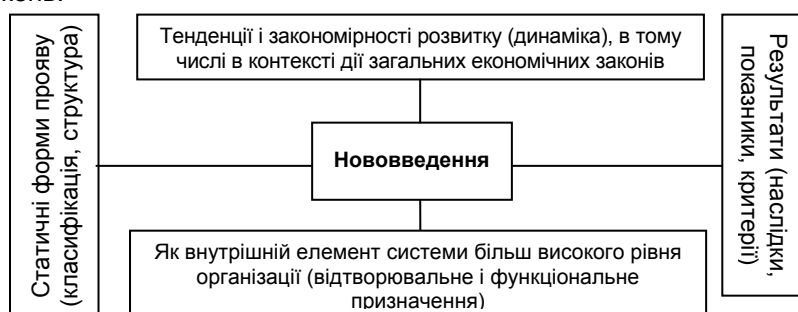 Тенденції і закономірності розвитку (динаміка), в тому
числі в контексті дії загальних економічних законів
Статичні форми прояву
(класифікація, структура)
Нововведення
Результати (наслідки,
показники, критерії)
Як внутрішній елемент системи більш високого рівня
організації (відтворювальне і функціональне
призначення)